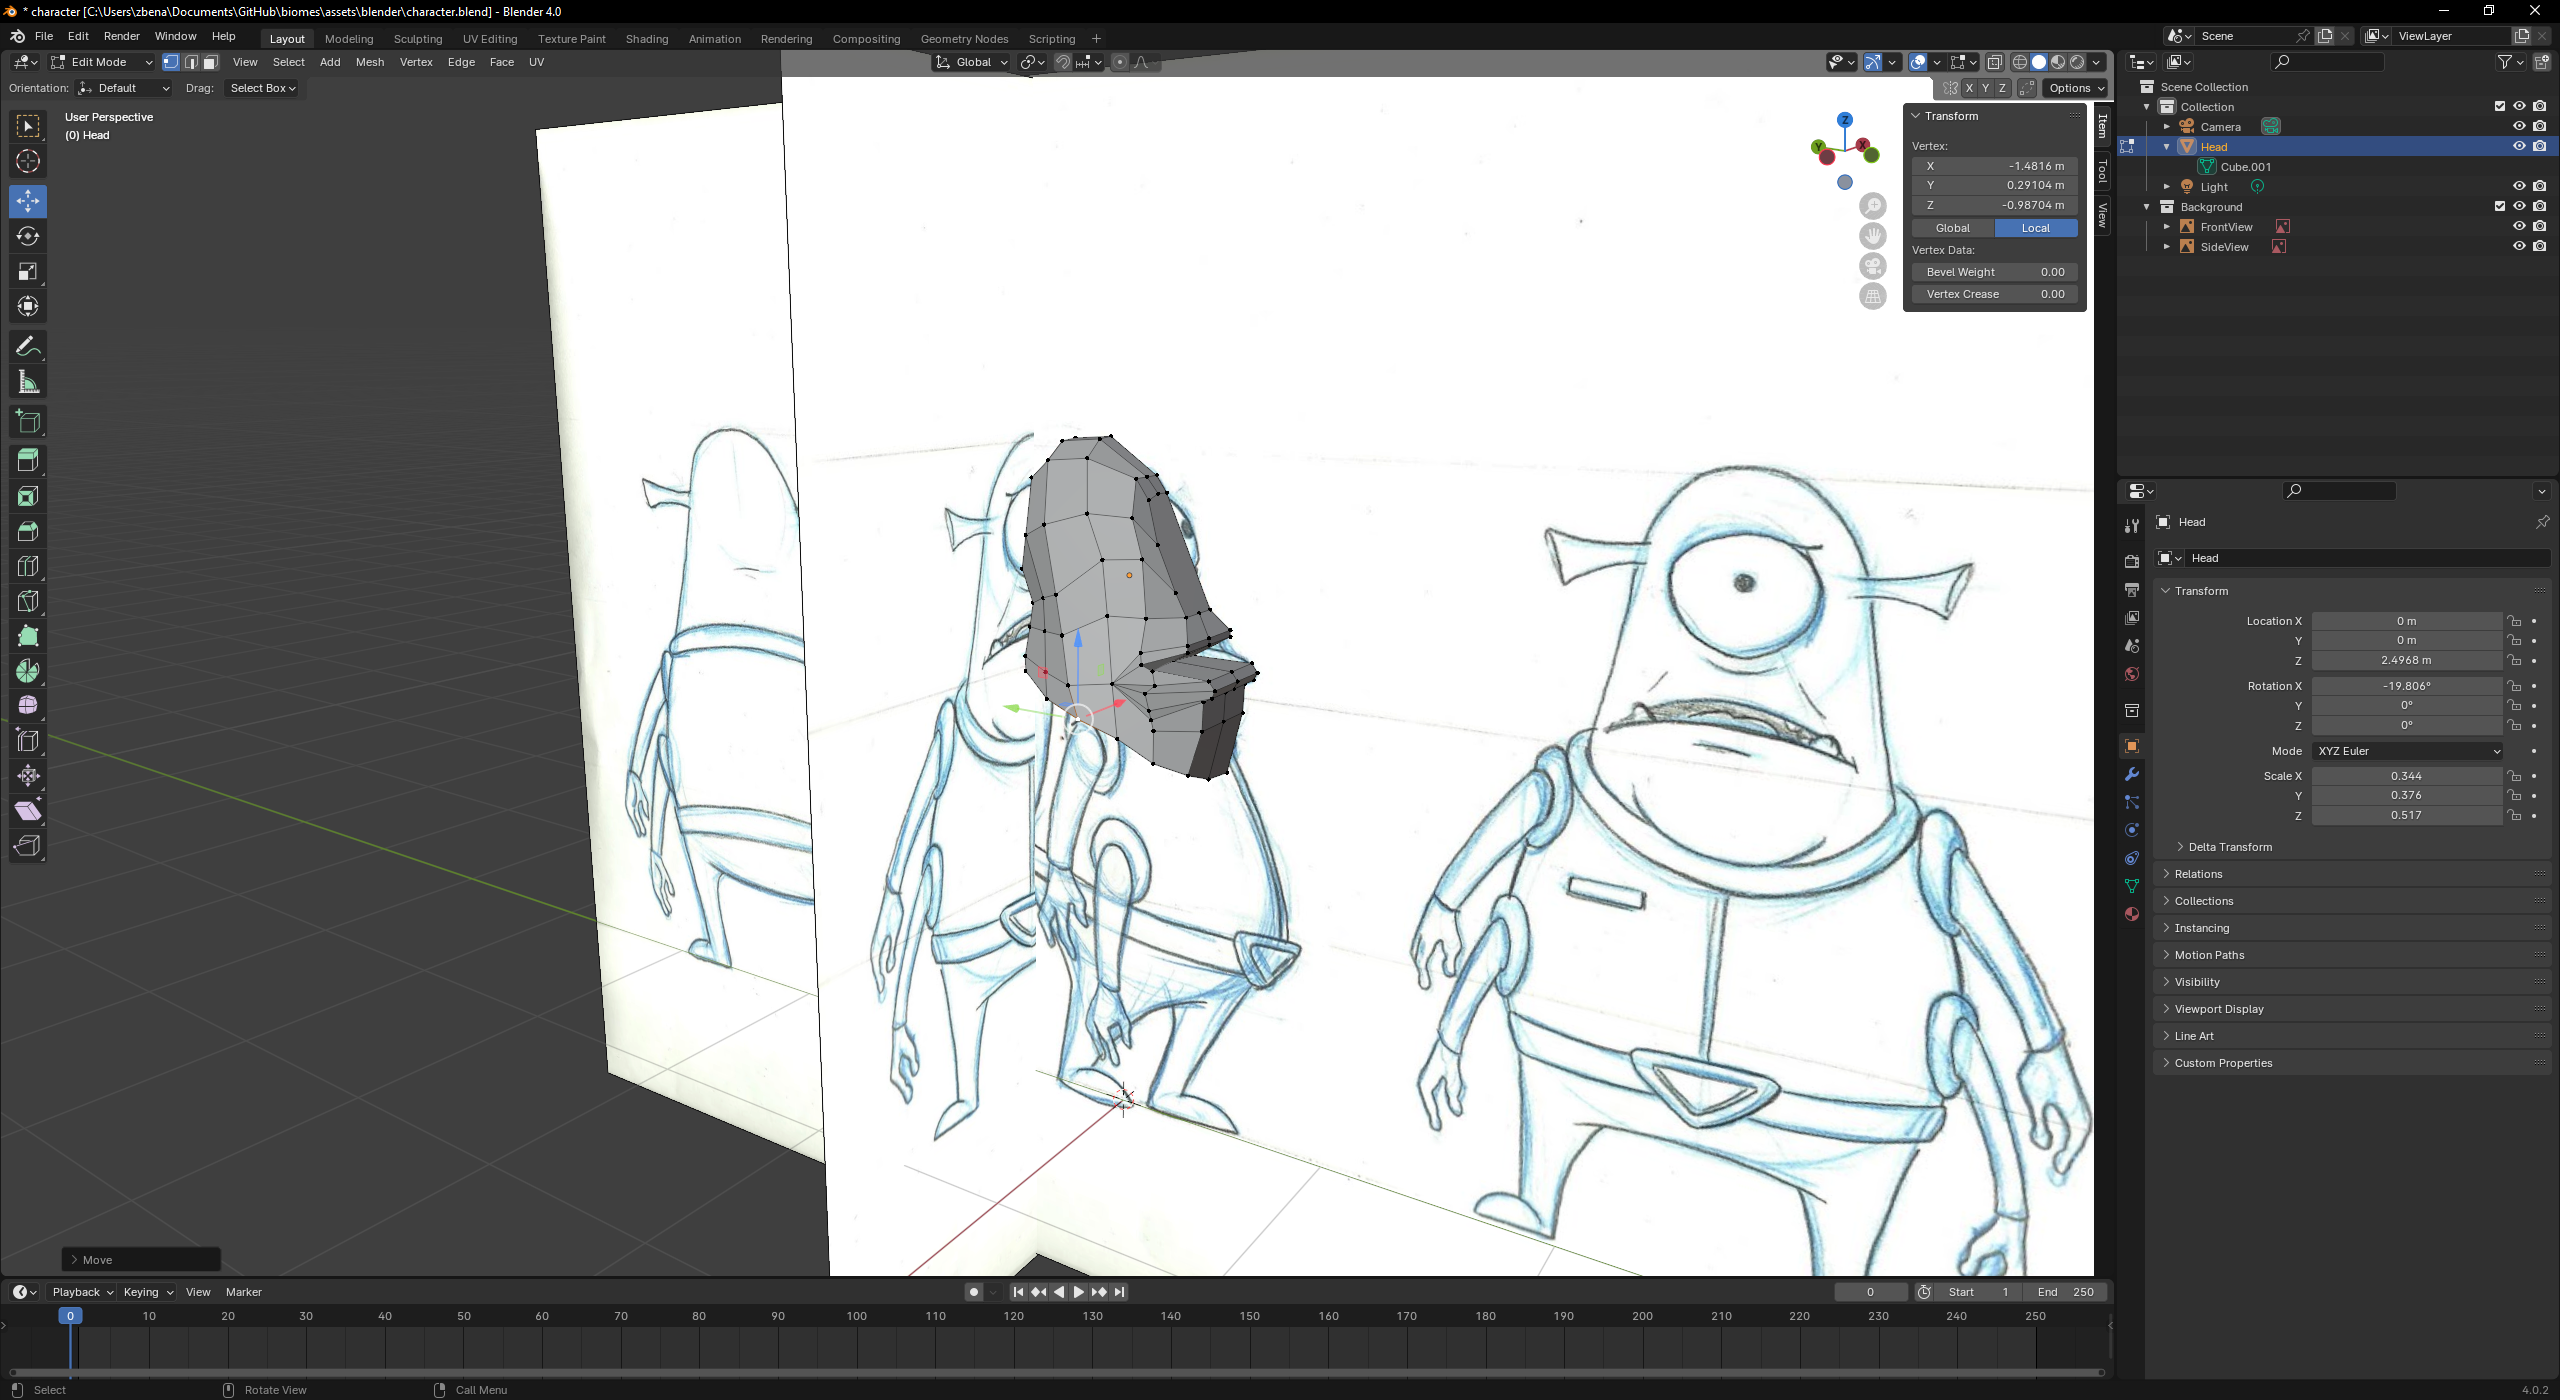 * character [C:\Users\zbena\Documents\GitHub\biomes\assets\blender\character.blend] - Blender 4.0
File Edit Render Window Help
Layout Modeling Sculpting UV Editing Texture Paint Shading Animation Rendering Compositing Geometry Nodes Scripting +
Scene
ViewLayer
Edit Mode View Select Add Mesh Vertex Edge Face UV
Global
Orientation: Default Drag: Select Box
X Y Z Options
User Perspective
(0) Head
Z
Y
X
Transform
Vertex:
X -1.4816 m
Y 0.29104 m
Z -0.98704 m
Global Local
Vertex Data:
Bevel Weight 0.00
Vertex Crease 0.00
Item
Tool
View
Move
Scene Collection
Collection
Camera
Head
Cube.001
Light
Background
FrontView
SideView
Head
Head
Transform
Location X 0 m
Y 0 m
Z 2.4968 m
Rotation X -19.806°
Y 0°
Z 0°
Mode XYZ Euler
Scale X 0.344
Y 0.376
Z 0.517
Delta Transform
Relations
Collections
Instancing
Motion Paths
Visibility
Viewport Display
Line Art
Custom Properties
Playback Keying View Marker
0
Start 1
End 250
0 10 20 30 40 50 60 70 80 90 100 110 120 130 140 150 160 170 180 190 200 210 220 230 240 250
Select
Rotate View
Call Menu
4.0.2